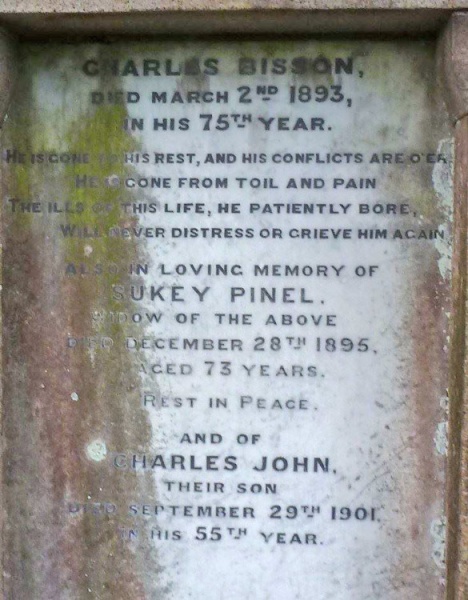 CHARLES BISSON,
DIED MARCH 2ND 1893,
IN HIS 75TH YEAR.
HE IS GONE TO HIS REST, AND HIS CONFLICTS ARE O'ER
HE IS GONE FROM TOIL AND PAIN
THE ILLS OF THIS LIFE, HE PATIENTLY BORE,
WILL NEVER DISTRESS OR GRIEVE HIM AGAIN
ALSO IN LOVING MEMORY OF
SUKEY PINEL.
WIDOW OF THE ABOVE
DIED DECEMBER 28TH 1895,
AGED 73 YEARS.
REST IN PEACE.
AND OF
CHARLES JOHN,
THEIR SON
DIED SEPTEMBER 29TH 1901,
IN HIS 55TH YEAR.